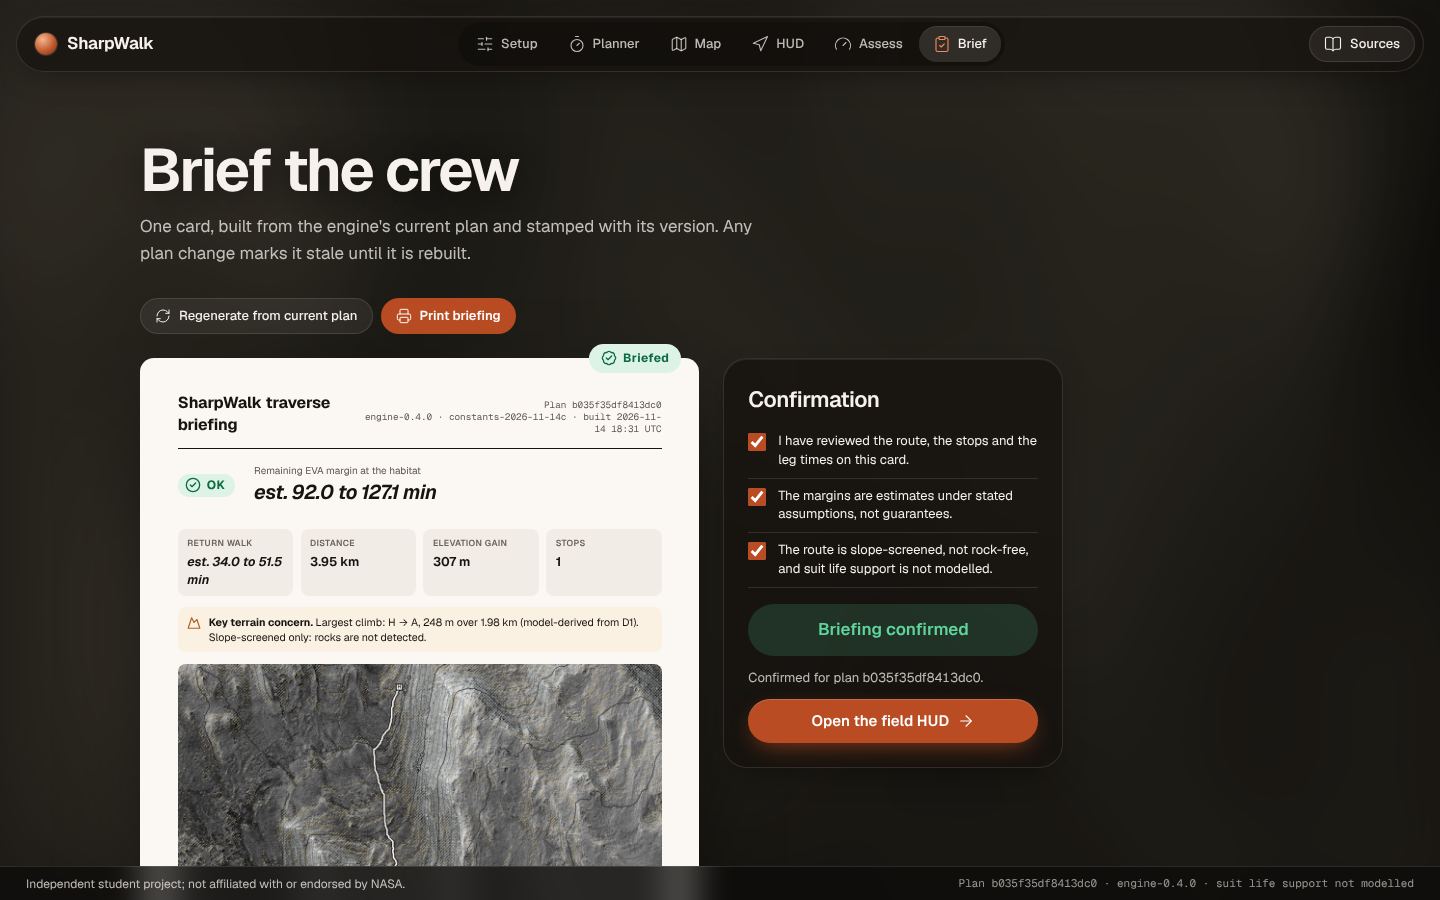 SharpWalk
Setup
Planner
Map
HUD
Assess
Brief
Sources
Brief the crew
One card, built from the engine's current plan and stamped with its version. Any
plan change marks it stale until it is rebuilt.
Regenerate from current plan
Print briefing
Briefed
SharpWalk traverse
briefing
Plan b035f35df8413dc0
engine-0.4.0 · constants-2026-11-14c · built 2026-11-
14 18:31 UTC
OK
Remaining EVA margin at the habitat
est. 92.0 to 127.1 min
RETURN WALK
est. 34.0 to 51.5
min
DISTANCE
3.95 km
ELEVATION GAIN
307 m
STOPS
1
Key terrain concern. Largest climb: H → A, 248 m over 1.98 km (model-derived from D1).
Slope-screened only: rocks are not detected.
H
Confirmation
I have reviewed the route, the stops and the
leg times on this card.
The margins are estimates under stated
assumptions, not guarantees.
The route is slope-screened, not rock-free,
and suit life support is not modelled.
Briefing confirmed
Confirmed for plan b035f35df8413dc0.
Open the field HUD →
Independent student project; not affiliated with or endorsed by NASA.
Plan b035f35df8413dc0 · engine-0.4.0 · suit life support not modelled